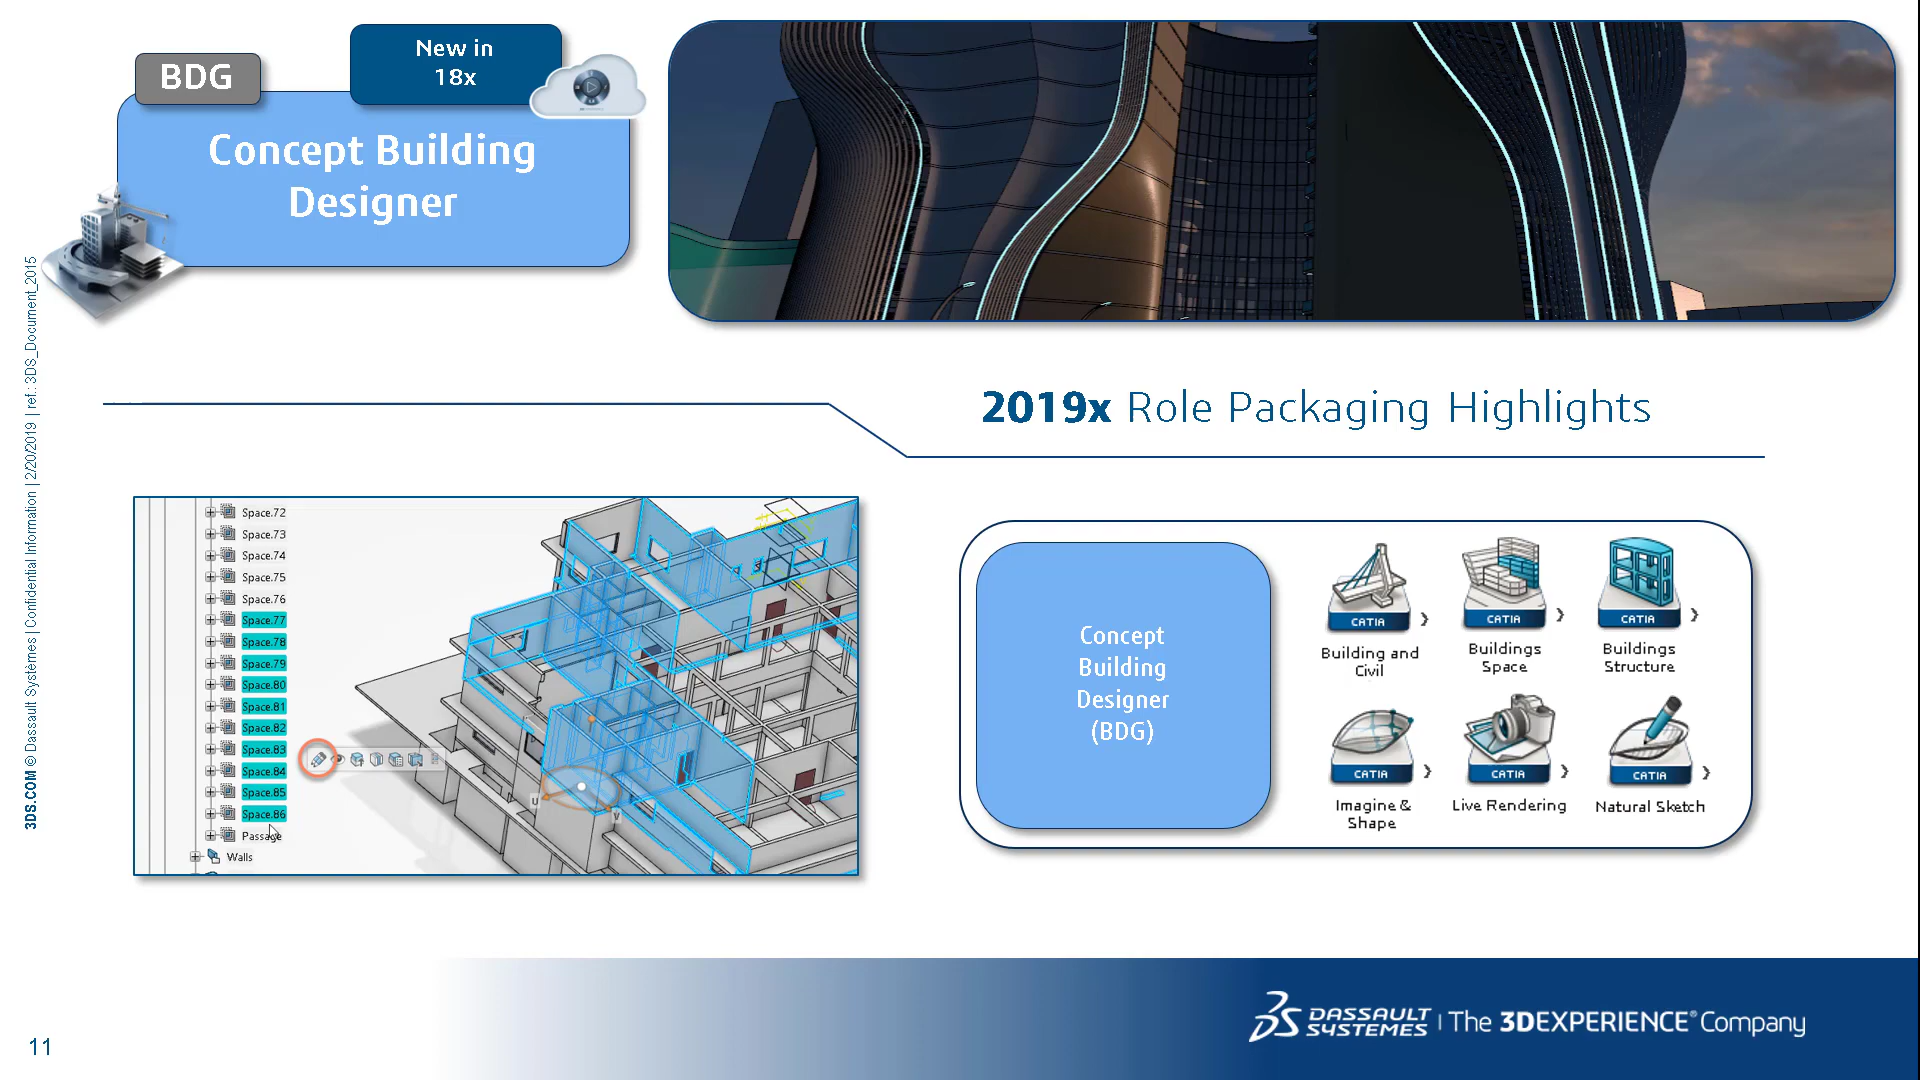 BDG
New in
18x
Concept Building
Designer
3DS.COM © Dassault Systèmes | Confidential Information | 2/20/2019 | ref.: 3DS_Document_2015
2019x Role Packaging Highlights
Space.72
Space.73
Space.74
Space.75
Space.76
Space.77
Space.78
Space.79
Space.80
Space.81
Space.82
Space.83
Space.84
Space.85
Space.86
Passage
Walls
U
V
Concept
Building
Designer
(BDG)
CATIA
Building and
Civil
CATIA
Buildings
Space
CATIA
Buildings
Structure
CATIA
Imagine &
Shape
CATIA
Live Rendering
CATIA
Natural Sketch
DASSAULT
SYSTEMES | The 3DEXPERIENCE® Company
11